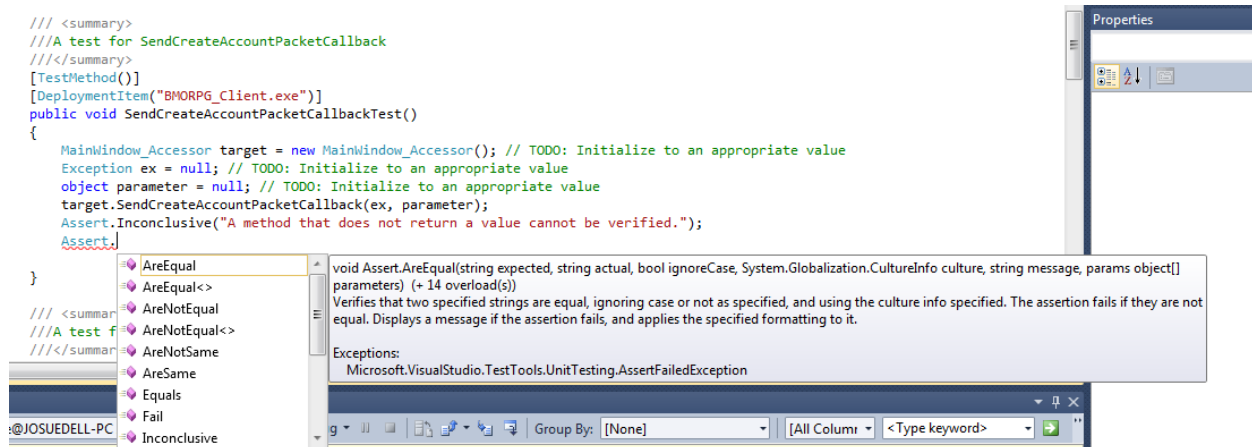 /// <summary>
///A test for SendCreateAccountPacketCallback
///</summary>
[TestMethod()]
[DeploymentItem("BMORPG_Client.exe")]
public void SendCreateAccountPacketCallbackTest()
{
MainWindow_Accessor target = new MainWindow_Accessor(); // TODO: Initialize to an appropriate value
Exception ex = null; // TODO: Initialize to an appropriate value
object parameter = null; // TODO: Initialize to an appropriate value
target.SendCreateAccountPacketCallback(ex, parameter);
Assert.Inconclusive("A method that does not return a value cannot be verified.");
Assert.
}
/// <summar
///A test f
///</summar
AreEqual
AreEqual<>
AreNotEqual
AreNotEqual<>
AreNotSame
AreSame
Equals
Fail
Inconclusive
void Assert.AreEqual(string expected, string actual, bool ignoreCase, System.Globalization.CultureInfo culture, string message, params object[]
parameters) (+ 14 overload(s))
Verifies that two specified strings are equal, ignoring case or not as specified, and using the culture info specified. The assertion fails if they are not
equal. Displays a message if the assertion fails, and applies the specified formatting to it.
Exceptions:
Microsoft.VisualStudio.TestTools.UnitTesting.AssertFailedException
Properties
e@JOSUEDELL-PC
g
Group By: [None]
[All Column
<Type keyword>